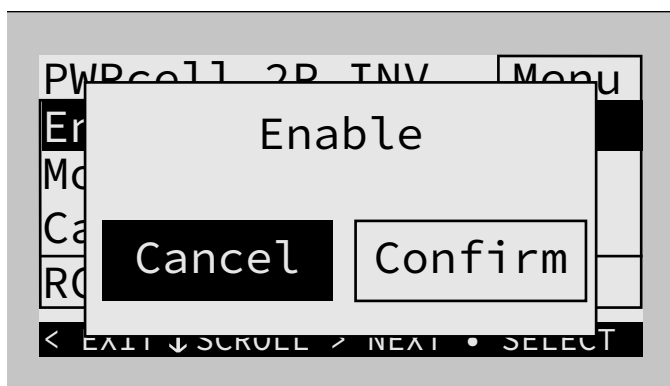 PWRcell 2P INV Menu
Enable
Cancel Confirm
< EXIT ↓ SCROLL > NEXT • SELECT